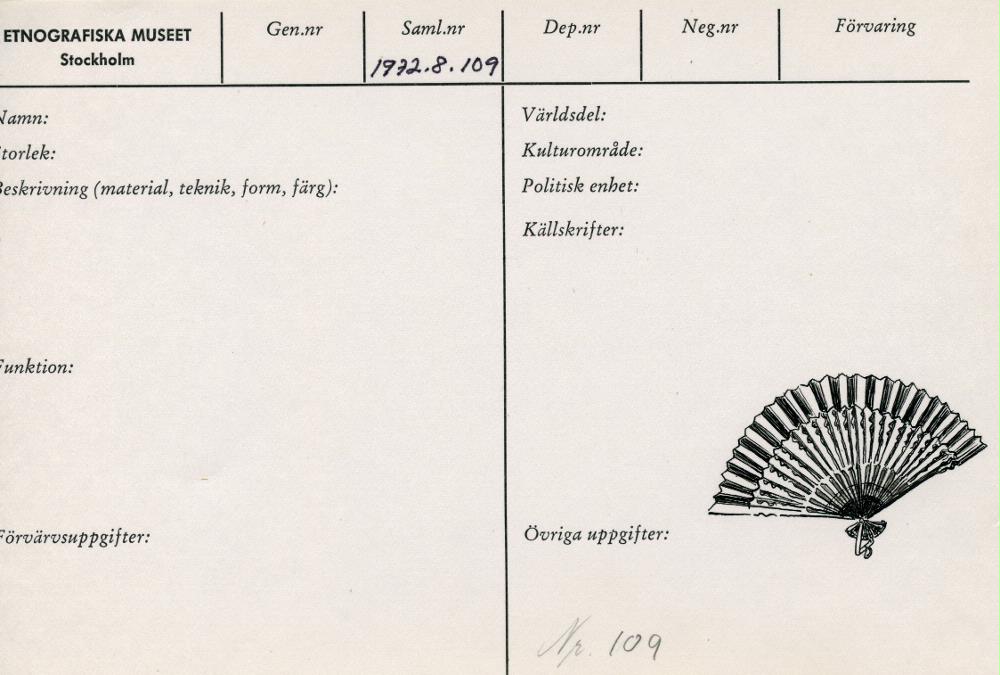 ETNOGRAFISKA MUSEET
Stockholm
Gen.nr
Saml.nr
1972.8.109
Dep.nr
Neg.nr
Förvaring
Namn:
Storlek:
Beskrivning (material, teknik, form, färg):
Funktion:
Förvärvsuppgifter:
Världsdel:
Kulturområde:
Politisk enhet:
Källskrifter:
Övriga uppgifter:
Nr. 109